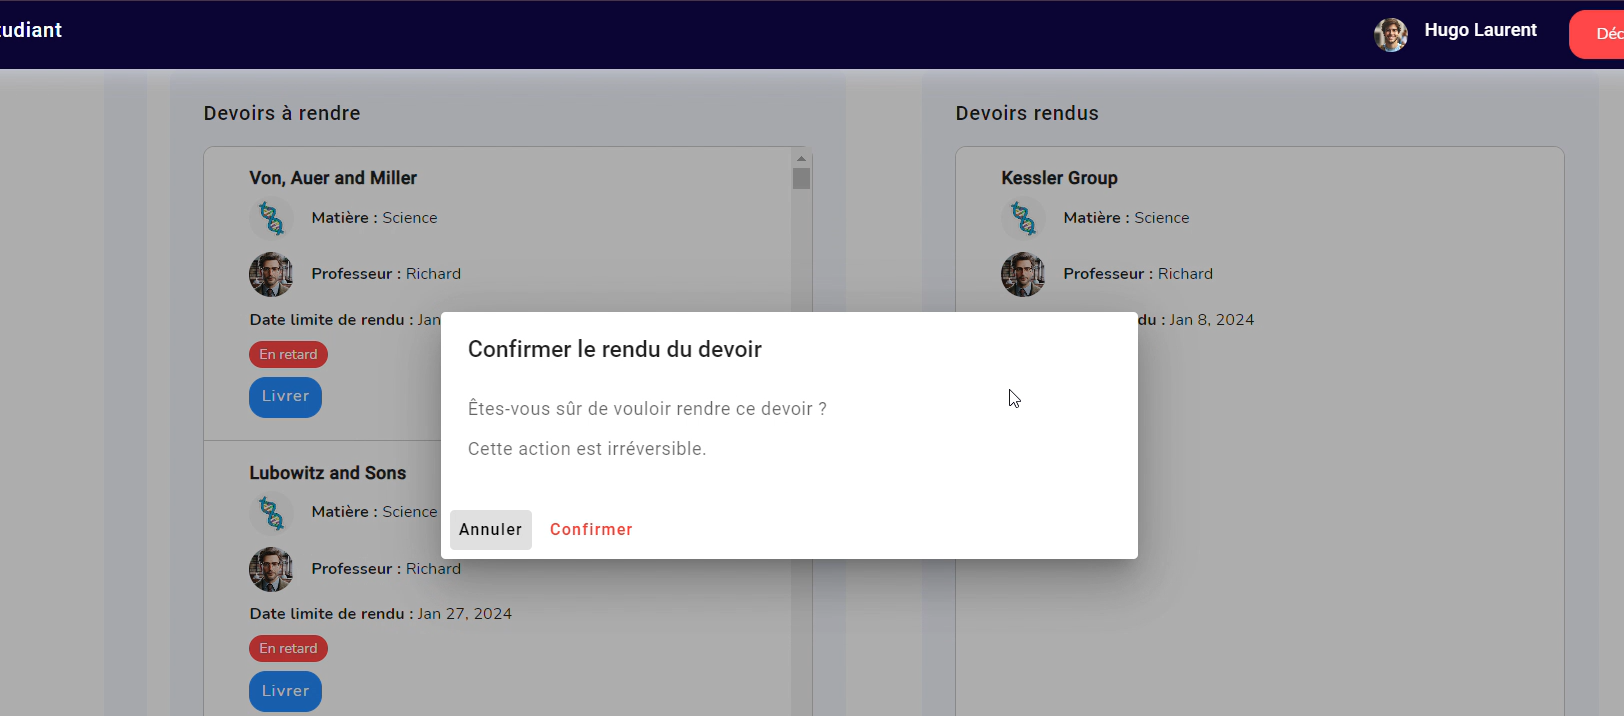 tudiant
Hugo Laurent
Déc
Devoirs à rendre
Von, Auer and Miller
Matière : Science
Professeur : Richard
Date limite de rendu : Jan
En retard
Livrer
Lubowitz and Sons
Matière : Science
Professeur : Richard
Date limite de rendu : Jan 27, 2024
En retard
Livrer
Devoirs rendus
Kessler Group
Matière : Science
Professeur : Richard
du : Jan 8, 2024
Confirmer le rendu du devoir
Êtes-vous sûr de vouloir rendre ce devoir ?
Cette action est irréversible.
Annuler Confirmer